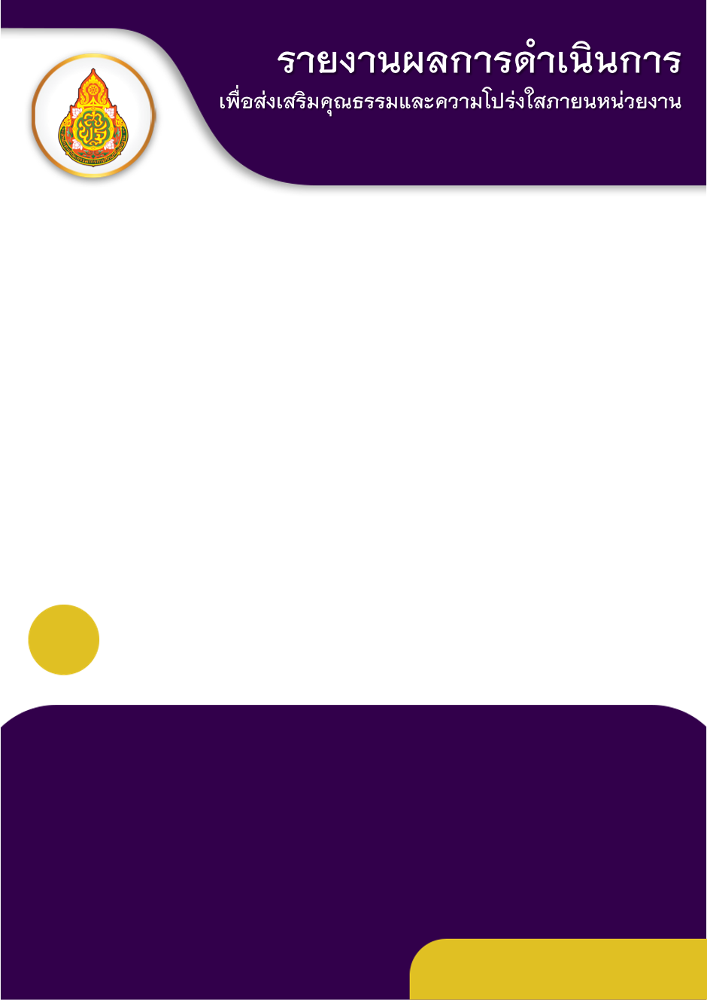 รายงานผลการดำเนินการ
เพื่อส่งเสริมคุณธรรมและความโปร่งใสภายนหน่วยงาน